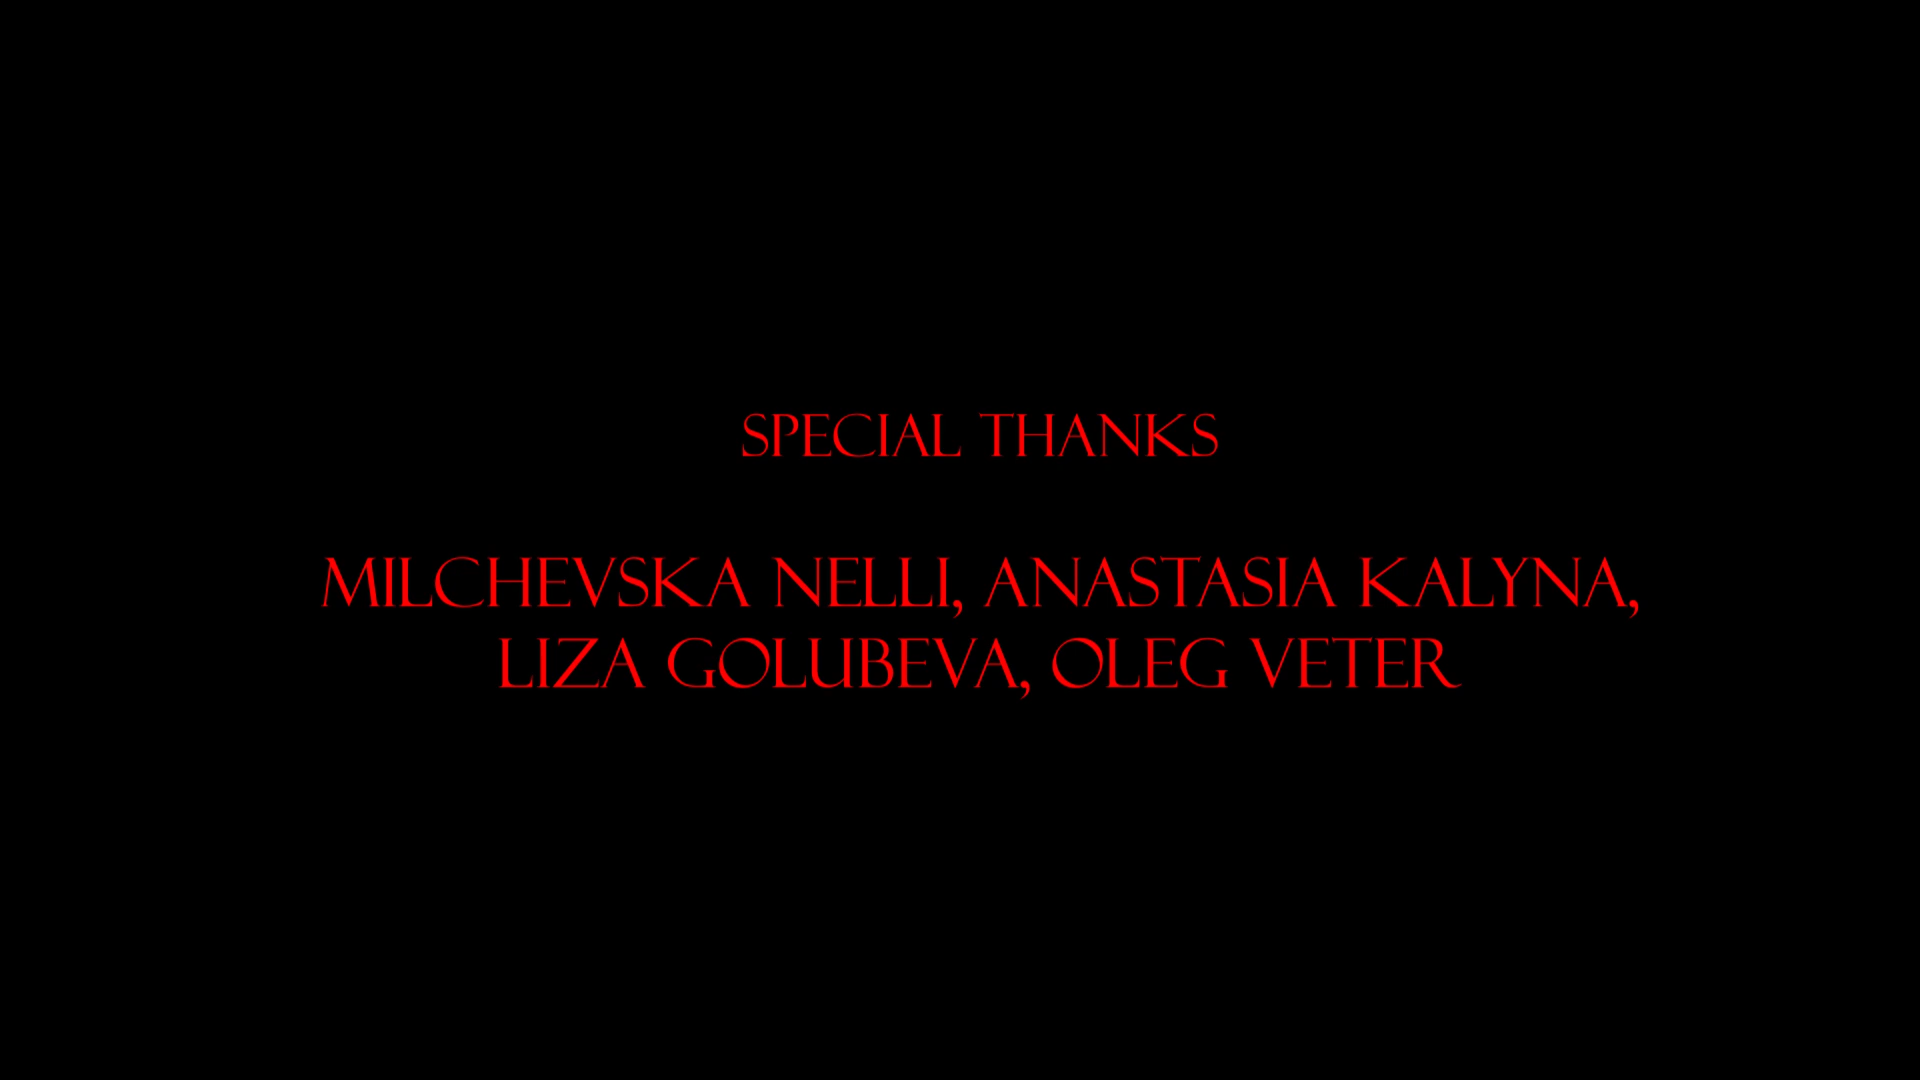 SPECIAL THANKS
MILCHEVSKA NELLI, ANASTASIA KALYNA,
LIZA GOLUBEVA, OLEG VETER